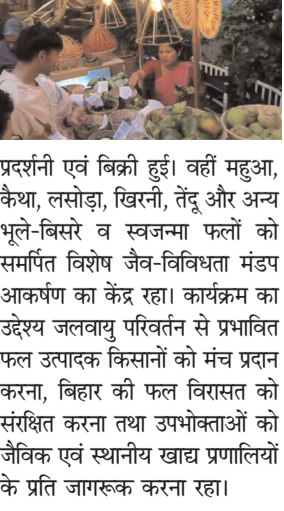 प्रदर्शनी एवं बिक्री हुई। वहीं महुआ,
कैथा, लसोड़ा, खिरनी, तेंदू और अन्य
भूले-बिसरे व स्वजन्मा फलों को
समर्पित विशेष जैव-विविधता मंडप
आकर्षण का केंद्र रहा। कार्यक्रम का
उद्देश्य जलवायु परिवर्तन से प्रभावित
फल उत्पादक किसानों को मंच प्रदान
करना, बिहार की फल विरासत को
संरक्षित करना तथा उपभोक्ताओं को
जैविक एवं स्थानीय खाद्य प्रणालियों
के प्रति जागरूक करना रहा।